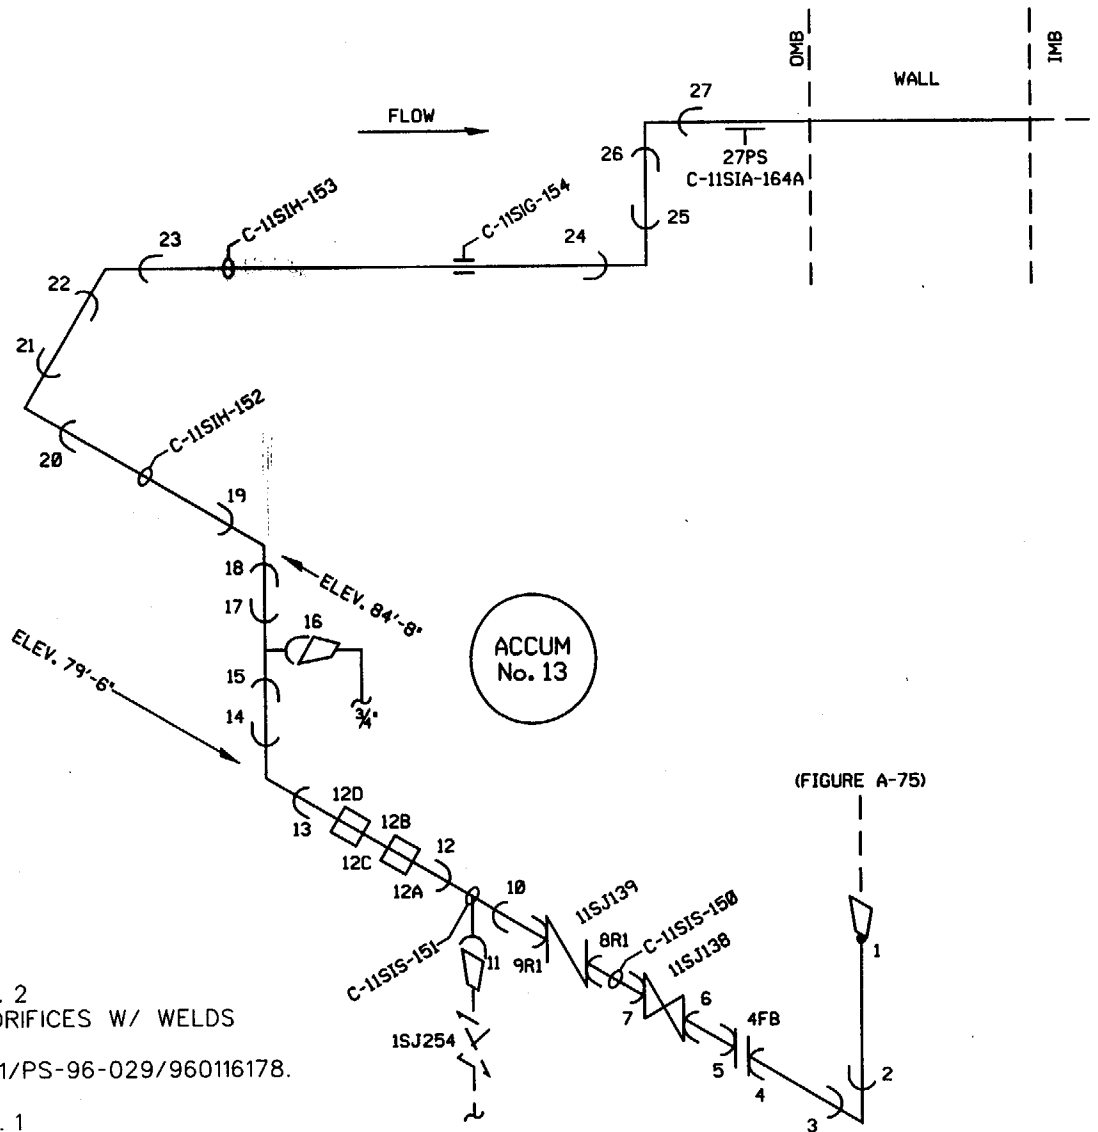 OMB
IMB
WALL
27
FLOW
26
27PS
C-11SIA-164A
C-11SIH-153
C-11SIG-154
25
23
24
22
21
C-11SIH-152
20
19
18
ELEV. 84'-8"
17
16
ACCUM
No. 13
ELEV. 79'-6"
15
14
3/4"
(FIGURE A-75)
12D
12B
13
12
12C
12A
10
11SJ139
8R1
C-11SIS-150
11SJ138
1
C-11SIS-151
11
9R1
7
6
4FB
. 2
ORIFICES W/ WELDS
1SJ254
5
4
2
1/PS-96-029/960116178.
3
. 1